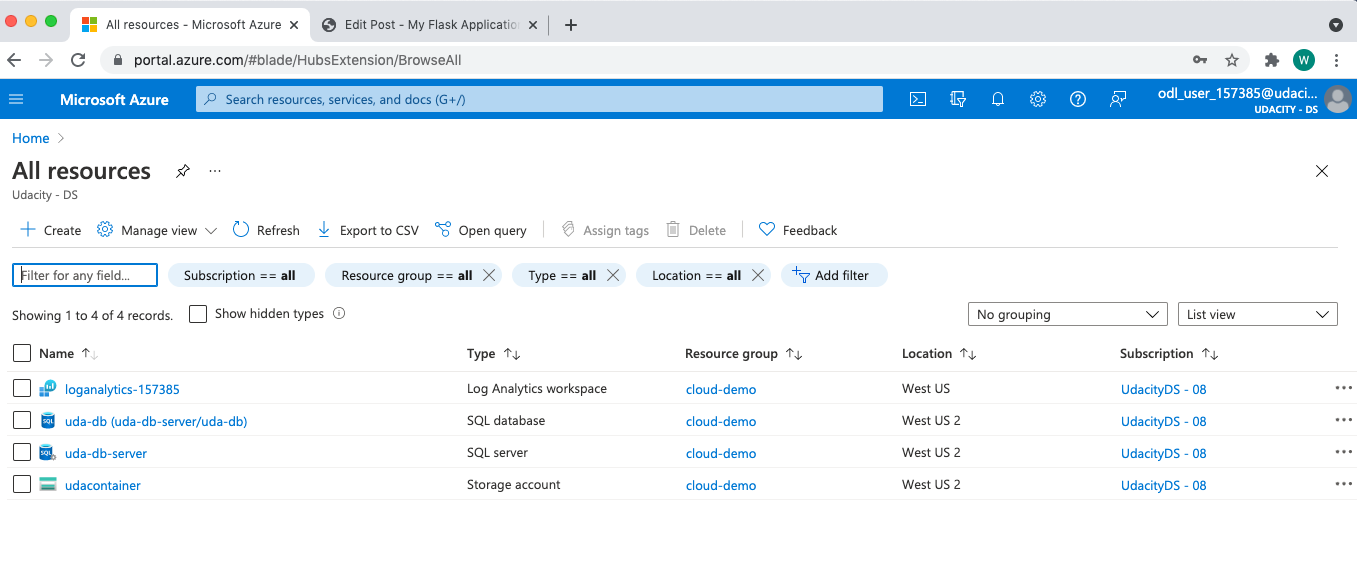 All resources - Microsoft Azure
Edit Post - My Flask Applicatio
portal.azure.com/#blade/HubsExtension/BrowseAll
W
Microsoft Azure
Search resources, services, and docs (G+/)
odl_user_157385@udaci...
UDACITY - DS
Home
All resources
Udacity - DS
Create Manage view Refresh Export to CSV Open query Assign tags Delete Feedback
Filter for any field... Subscription == all Resource group == all Type == all Location == all Add filter
Showing 1 to 4 of 4 records. Show hidden types No grouping List view
Name Type Resource group Location Subscription
loganalytics-157385 Log Analytics workspace cloud-demo West US UdacityDS - 08
SQL uda-db (uda-db-server/uda-db) SQL database cloud-demo West US 2 UdacityDS - 08
SQL uda-db-server SQL server cloud-demo West US 2 UdacityDS - 08
udacontainer Storage account cloud-demo West US 2 UdacityDS - 08